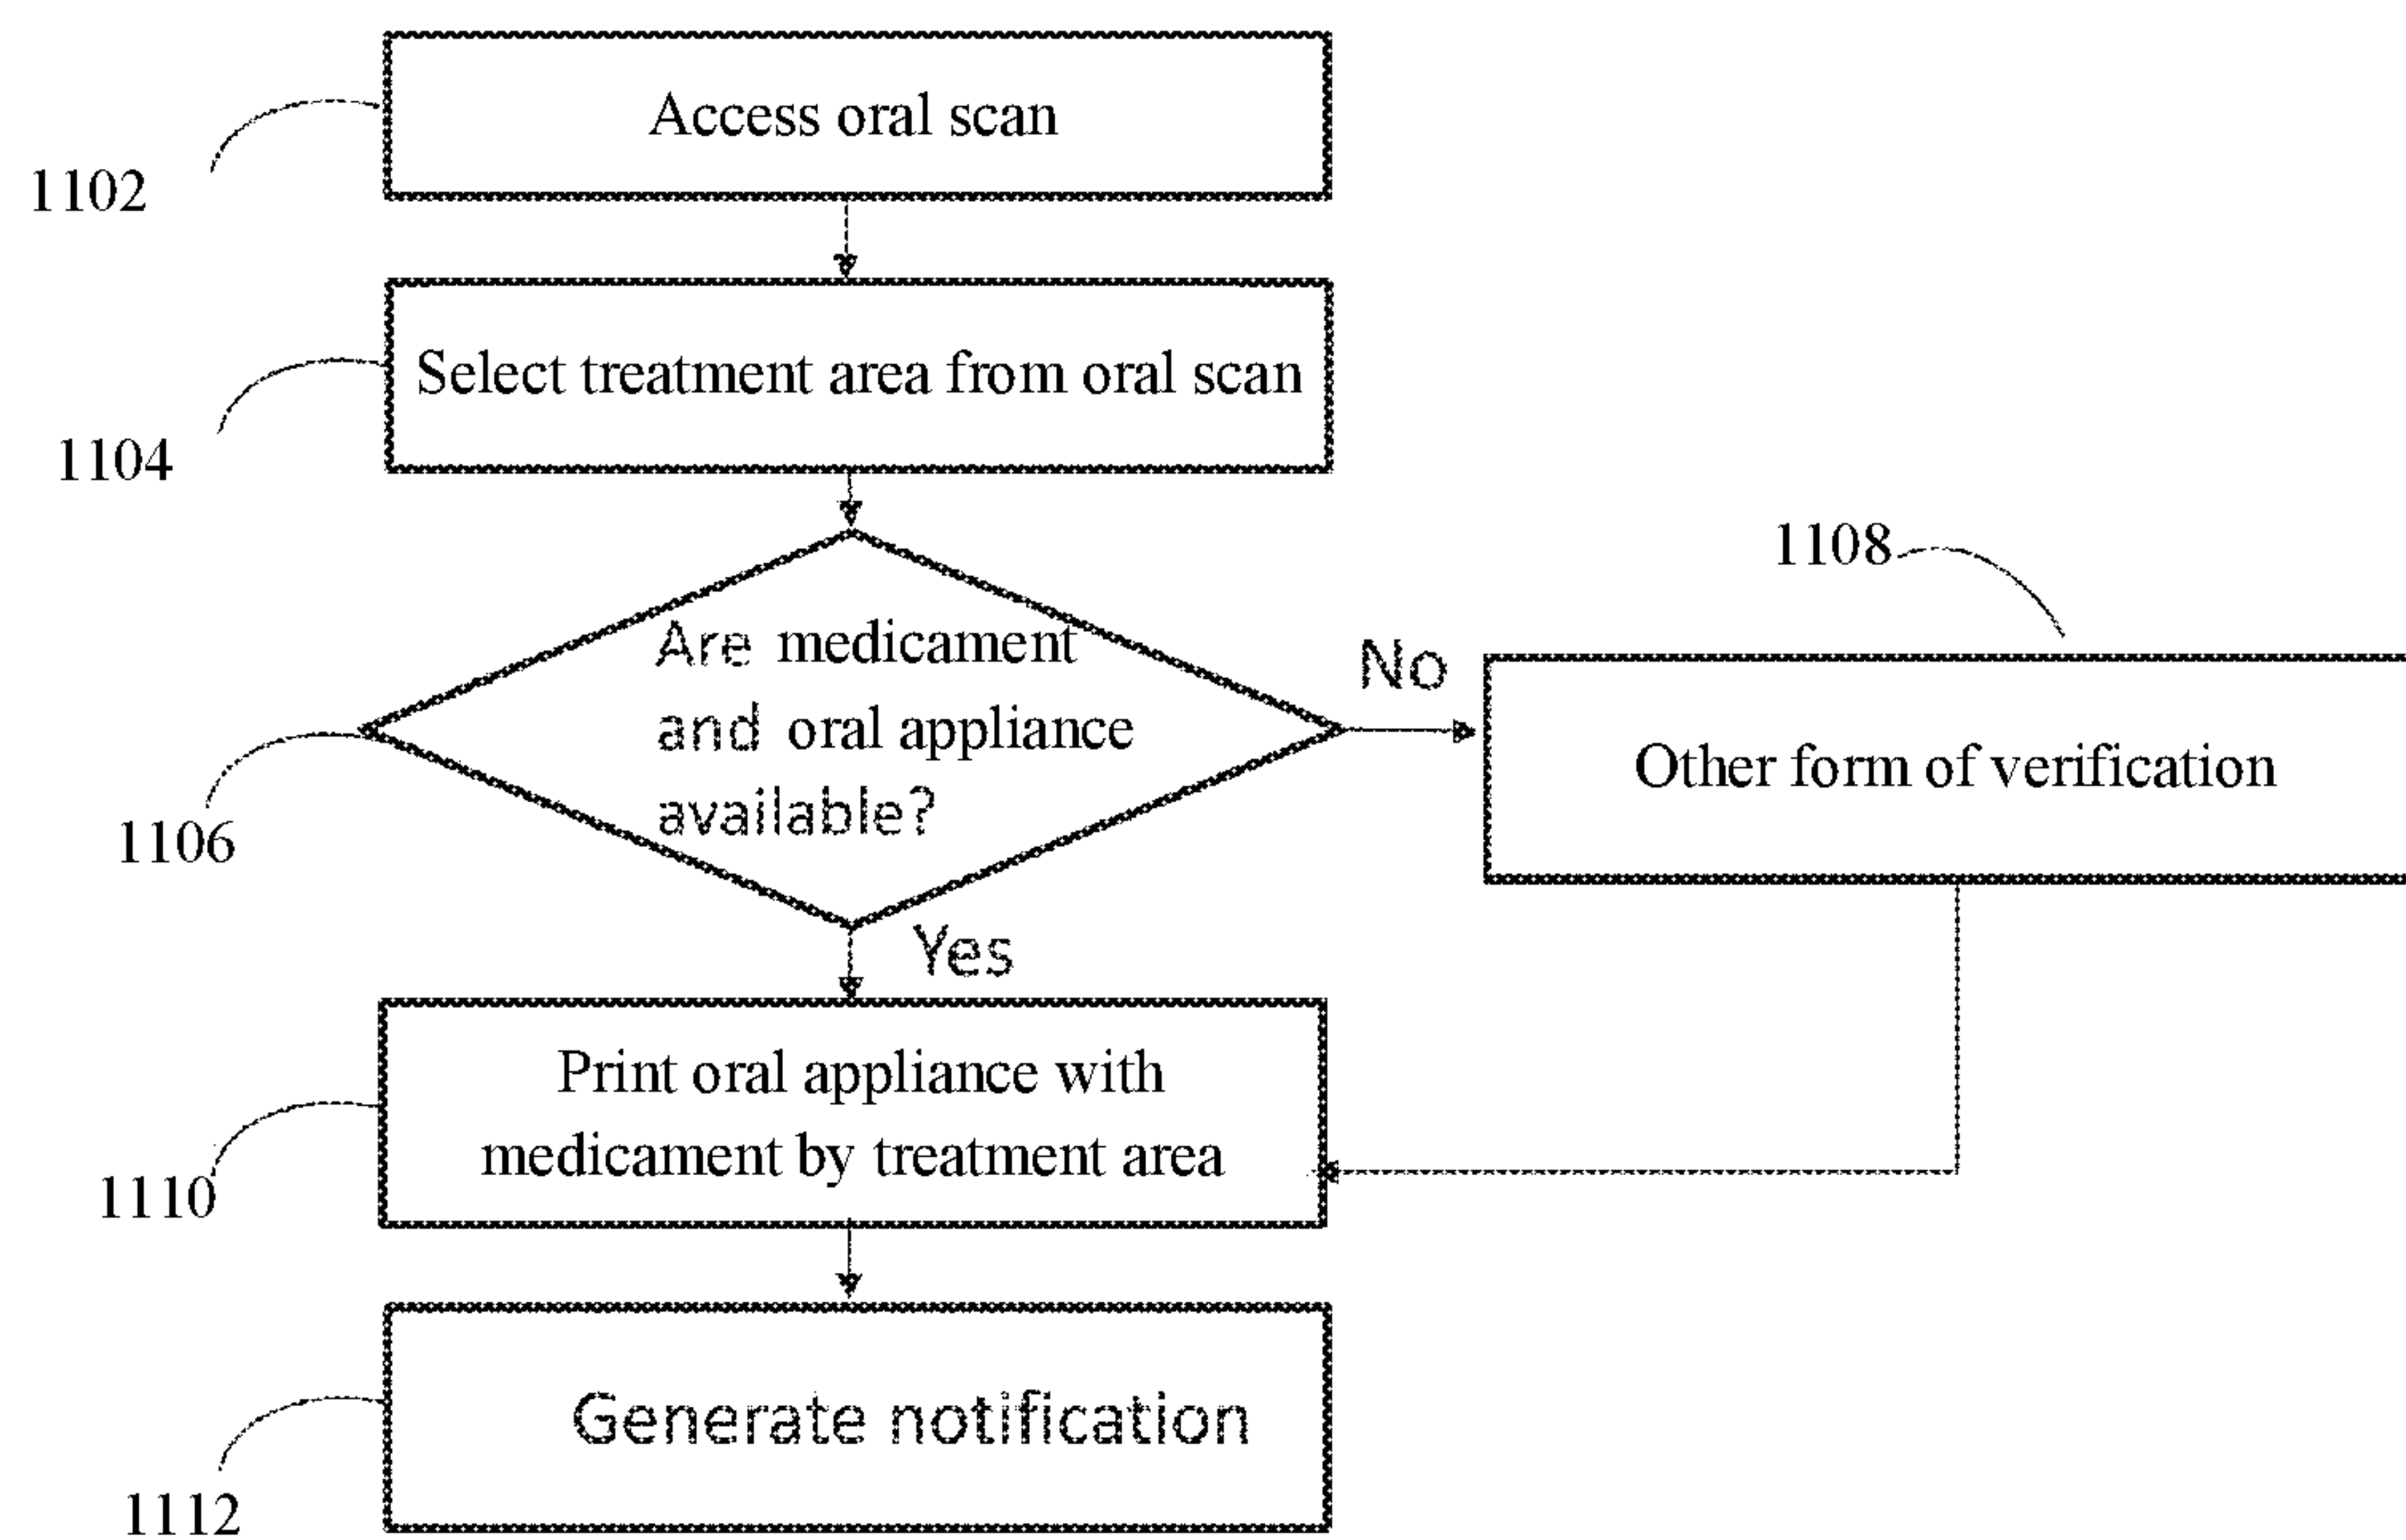 Access oral scan
1102
Select treatment area from oral scan
1104
Are medicament
and oral appliance
available?
1106
No
1108
Other form of verification
Yes
Print oral appliance with
medicament by treatment area
1110
Generate notification
1112